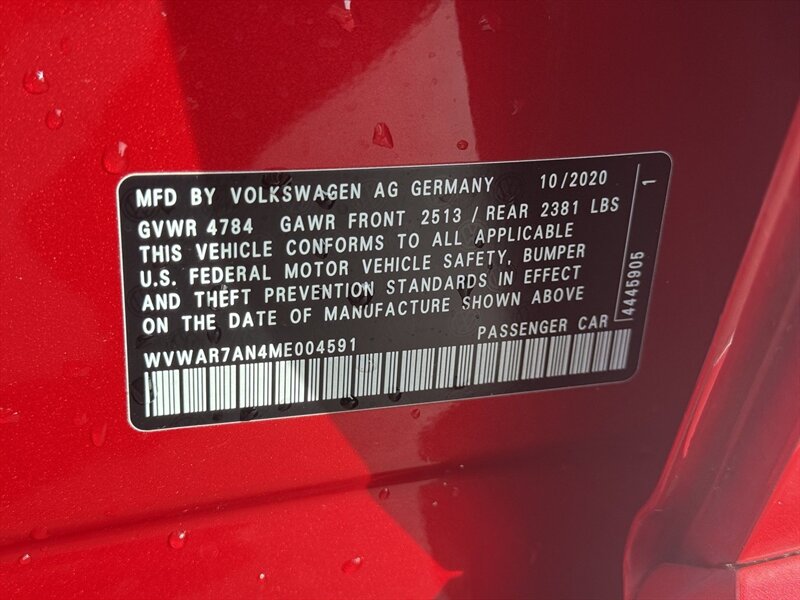 MFD BY VOLKSWAGEN AG GERMANY 10/2020
GVWR 4784 GAWR FRONT 2513 / REAR 2381 LBS
THIS VEHICLE CONFORMS TO ALL APPLICABLE
U.S. FEDERAL MOTOR VEHICLE SAFETY, BUMPER
AND THEFT PREVENTION STANDARDS IN EFFECT
ON THE DATE OF MANUFACTURE SHOWN ABOVE
WVWAR7AN4ME004591 PASSENGER CAR
4445905 1